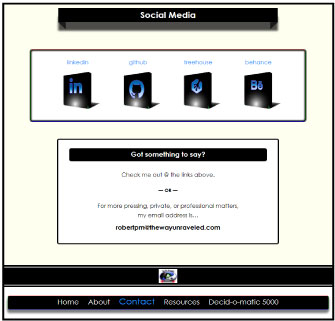 Social Media
linkedin github treehouse behance
in Bē
Got something to say?
Check me out @ the links above.
— OR —
For more pressing, private, or professional matters,
my email address is...
robertpm@thewayunraveled.com
Home About Contact Resources Decid-o-matic 5000